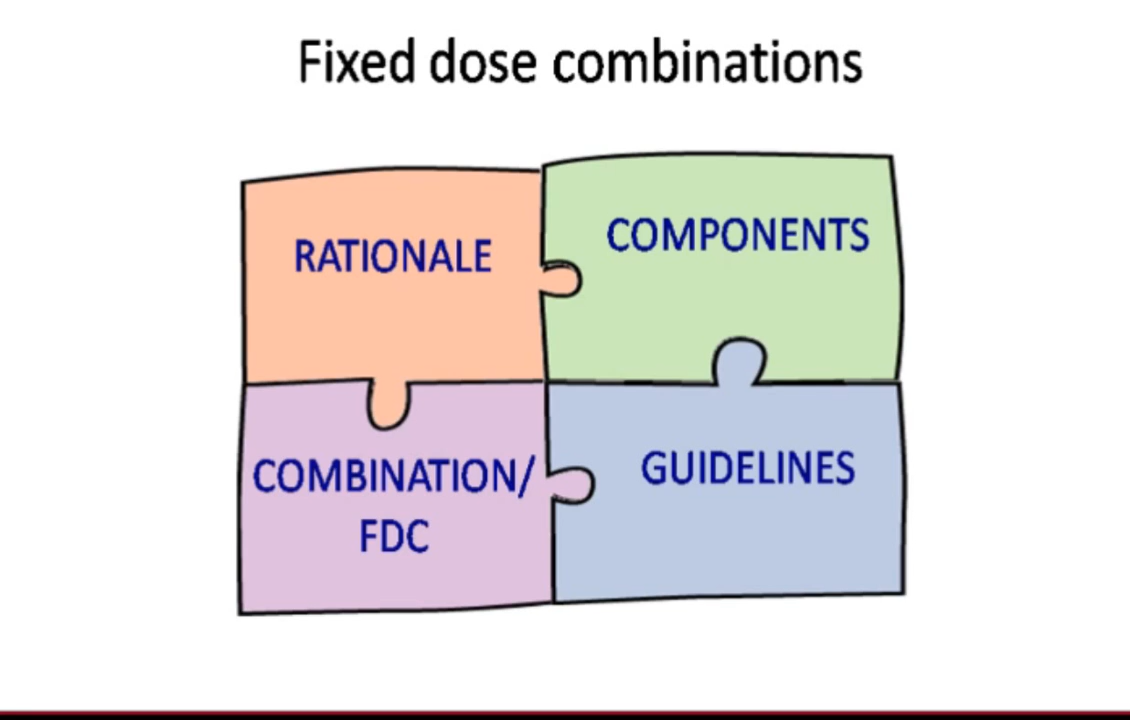 Fixed dose combinations
RATIONALE
COMPONENTS
COMBINATION/
FDC
GUIDELINES